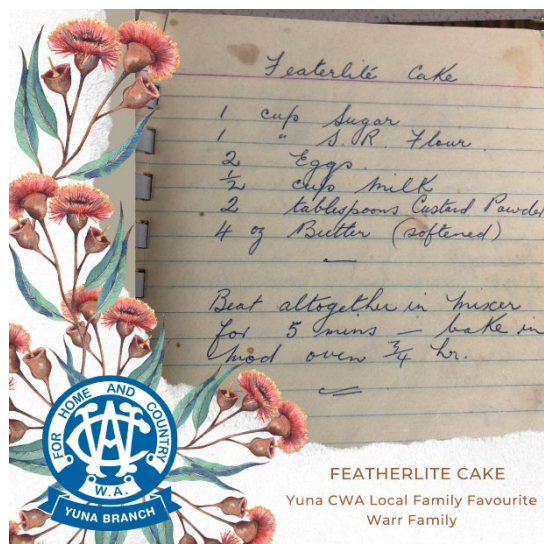 Featerlité Cake
1 cup Sugar
1 " S.R. Flour
2 Eggs
½ cup Milk
2 tablespoons Custard Powder
4 oz Butter (softened)
Beat altogether in mixer
for 5 mins — bake in
mod oven ¾ hr.
FOR HOME AND COUNTRY
CWA
W.A.
YUNA BRANCH
FEATHERLITE CAKE
Yuna CWA Local Family Favourite
Warr Family